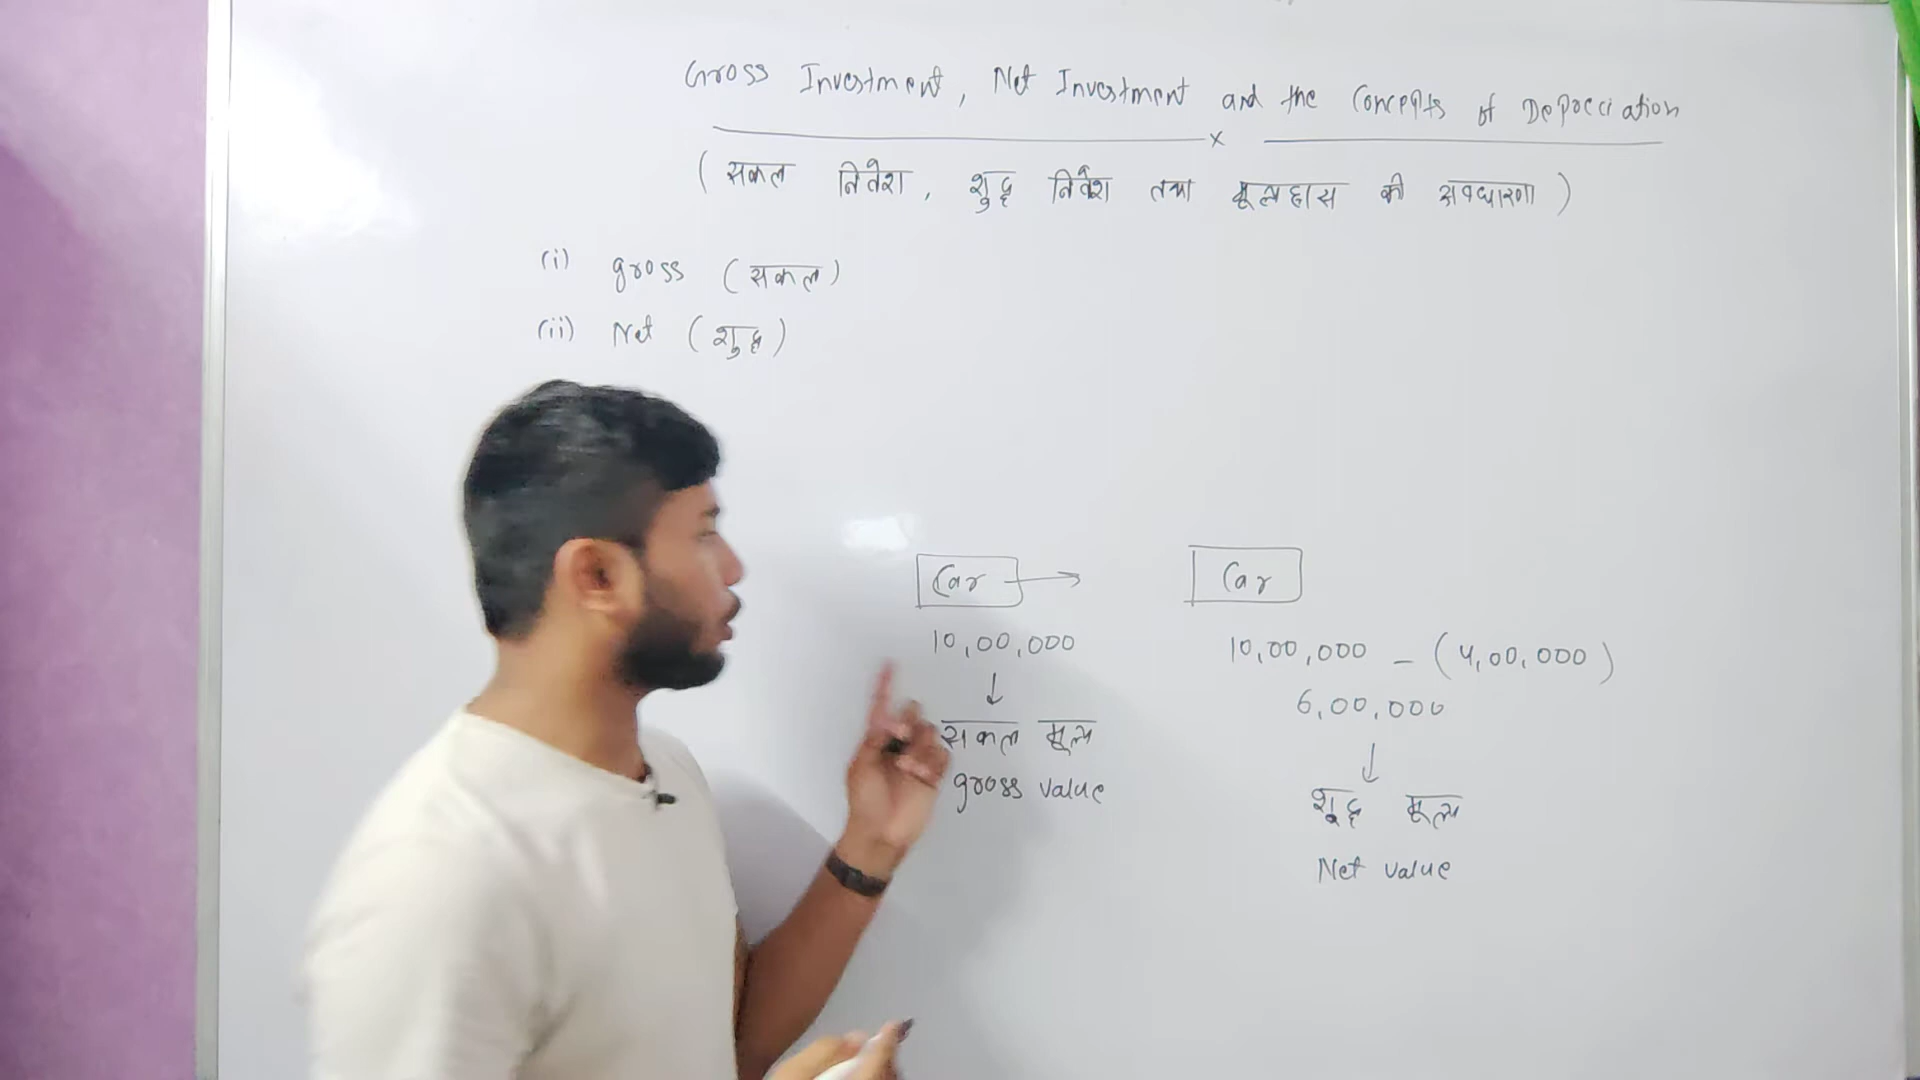 Gross Investment, Net Investment and the Concepts of Depreciation
(सकल निवेश, शुद्ध निवेश तथा मूल्यह्रास की अवधारणा)
(i) gross (सकल)
(ii) Net (शुद्ध)
Car → Car
10,00,000
10,00,000 - (4,00,000)
6,00,000
↓
सकल मूल्य
gross value
↓
शुद्ध मूल्य
Net value